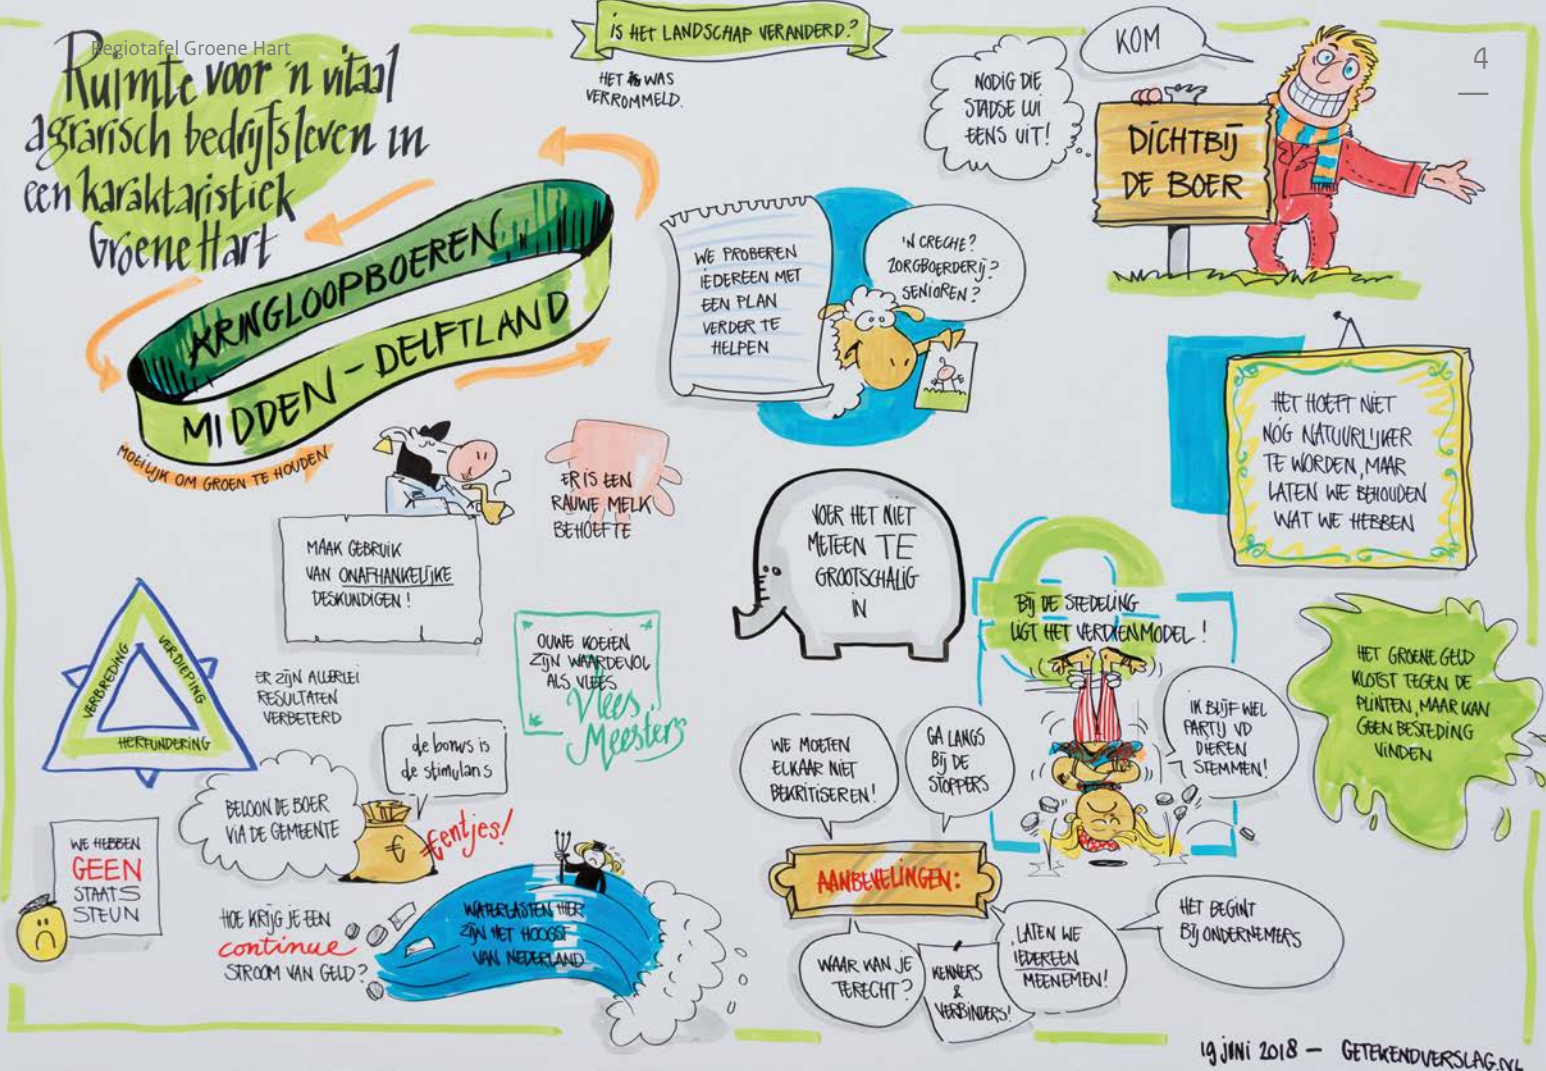 Regiotafel Groene Hart
4
Ruimte voor 'n vitaal
agrarisch bedrijfsleven in
een karaktaristiek
Groene Hart
IS HET LANDSCHAP VERANDERD?
HET IS WAS
VERROMMELD.
NODIG DIE
STADSE LUI
EENS UIT!
KOM
DICHTBIJ
DE BOER
KRINGLOOPBOEREN,
MIDDEN-DELFTLAND
MOEILIJK OM GROEN TE HOUDEN
WE PROBEREN
IEDEREEN MET
EEN PLAN
VERDER TE
HELPEN
'N CRECHE?
ZORGBOERDERIJ?
SENIOREN?
HET HOEFT NIET
NÓG NATUURLIJKER
TE WORDEN, MAAR
LATEN WE BEHOUDEN
WAT WE HEBBEN
MAAK GEBRUIK
VAN ONAFHANKELIJKE
DESKUNDIGEN!
ER IS EEN
RAUWE MELK
BEHOEFTE
VOER HET NIET
METEEN TE
GROOTSCHALIG
IN
BIJ DE STEDELING
LIGT HET VERDIENMODEL!
VERBREDING
VERDIEPING
HERFUNDERING
ER ZIJN ALLERLEI
RESULTATEN
VERBETERD
OUWE KOEIEN
ZIJN WAARDEVOL
ALS VLEES
Vlees
Meesters
HET GROENE GELD
KLOTST TEGEN DE
PLINTEN, MAAR KAN
GEEN BESTEDING
VINDEN
de bonus is
de stimulans
BELOON DE BOER
VIA DE GEMEENTE
€
€entjes!
WE MOETEN
ELKAAR NIET
BEKRITISEREN!
GA LANGS
BIJ DE
STOPPERS
IK BLIJF WEL
PARTIJ VD
DIEREN
STEMMEN!
WE HEBBEN
GEEN
STAATS
STEUN
HOE KRIJG JE EEN
continue
STROOM VAN GELD?
WATERLASTEN HIER
ZIJN HET HOOGST
VAN NEDERLAND
AANBEVELINGEN:
WAAR KAN JE
TERECHT?
KENNERS
&
VERBINDERS!
LATEN WE
IEDEREEN
MEENEMEN!
HET BEGINT
BIJ ONDERNEMERS
19 JUNI 2018 - GETEKENDVERSLAG.NL